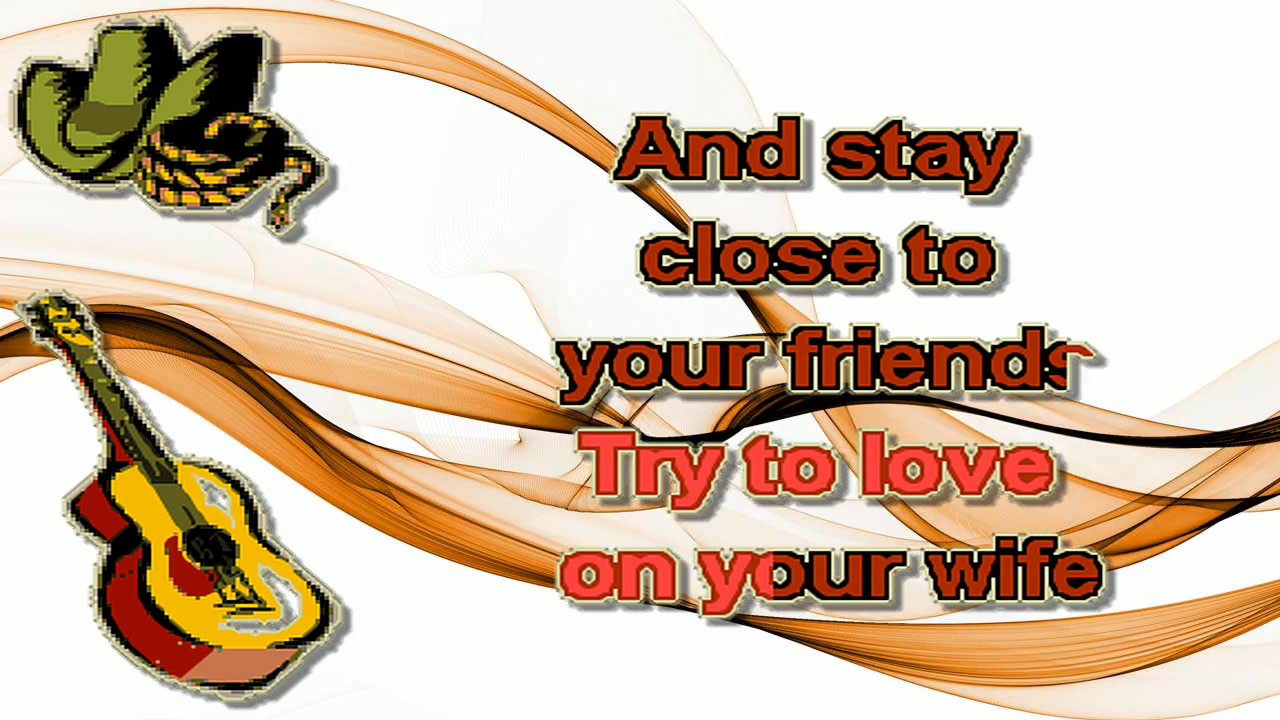 And stay
close to
your friends
Try to love
on your wife